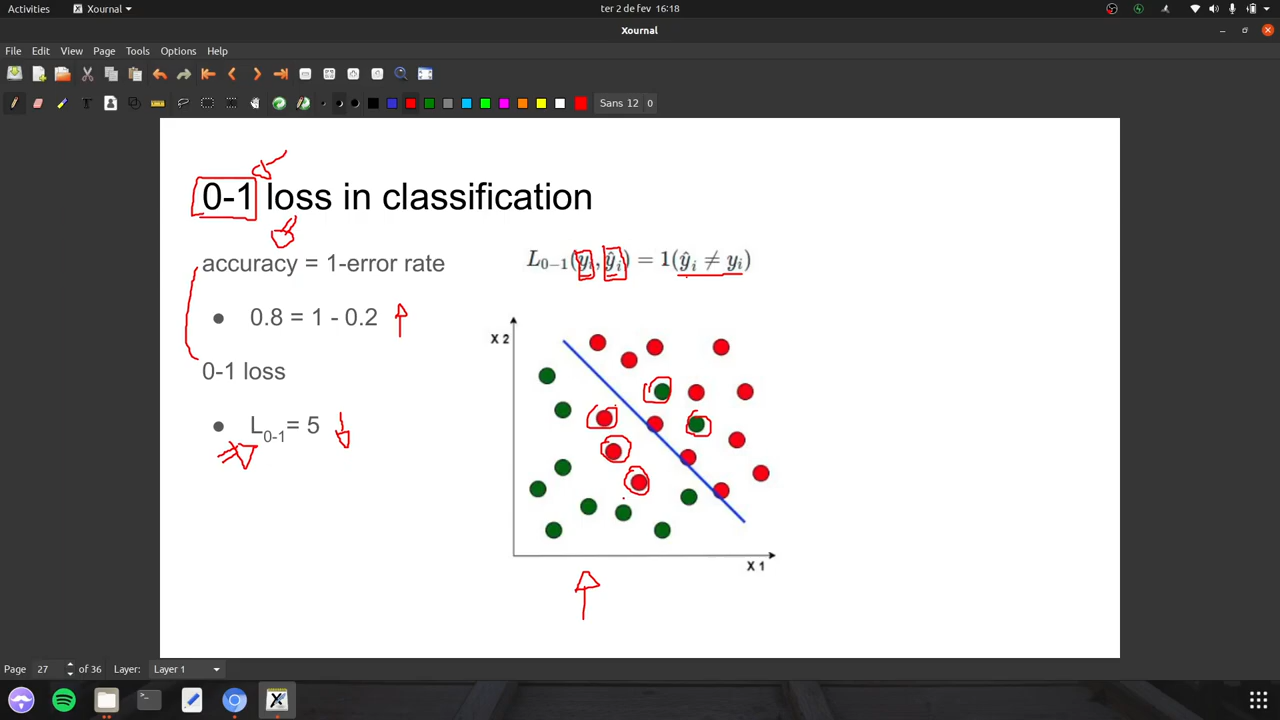 Activities
Xournal
ter 2 de fev 16:18
Xournal
File Edit View Page Tools Options Help
Sans 12 0
0-1 loss in classification
accuracy = 1-error rate
● 0.8 = 1 - 0.2
0-1 loss
● L0-1= 5
L0−1(yi, ŷi) = 1(ŷi ≠ yi)
X 2
X 1
Page 27 of 36 Layer: Layer 1